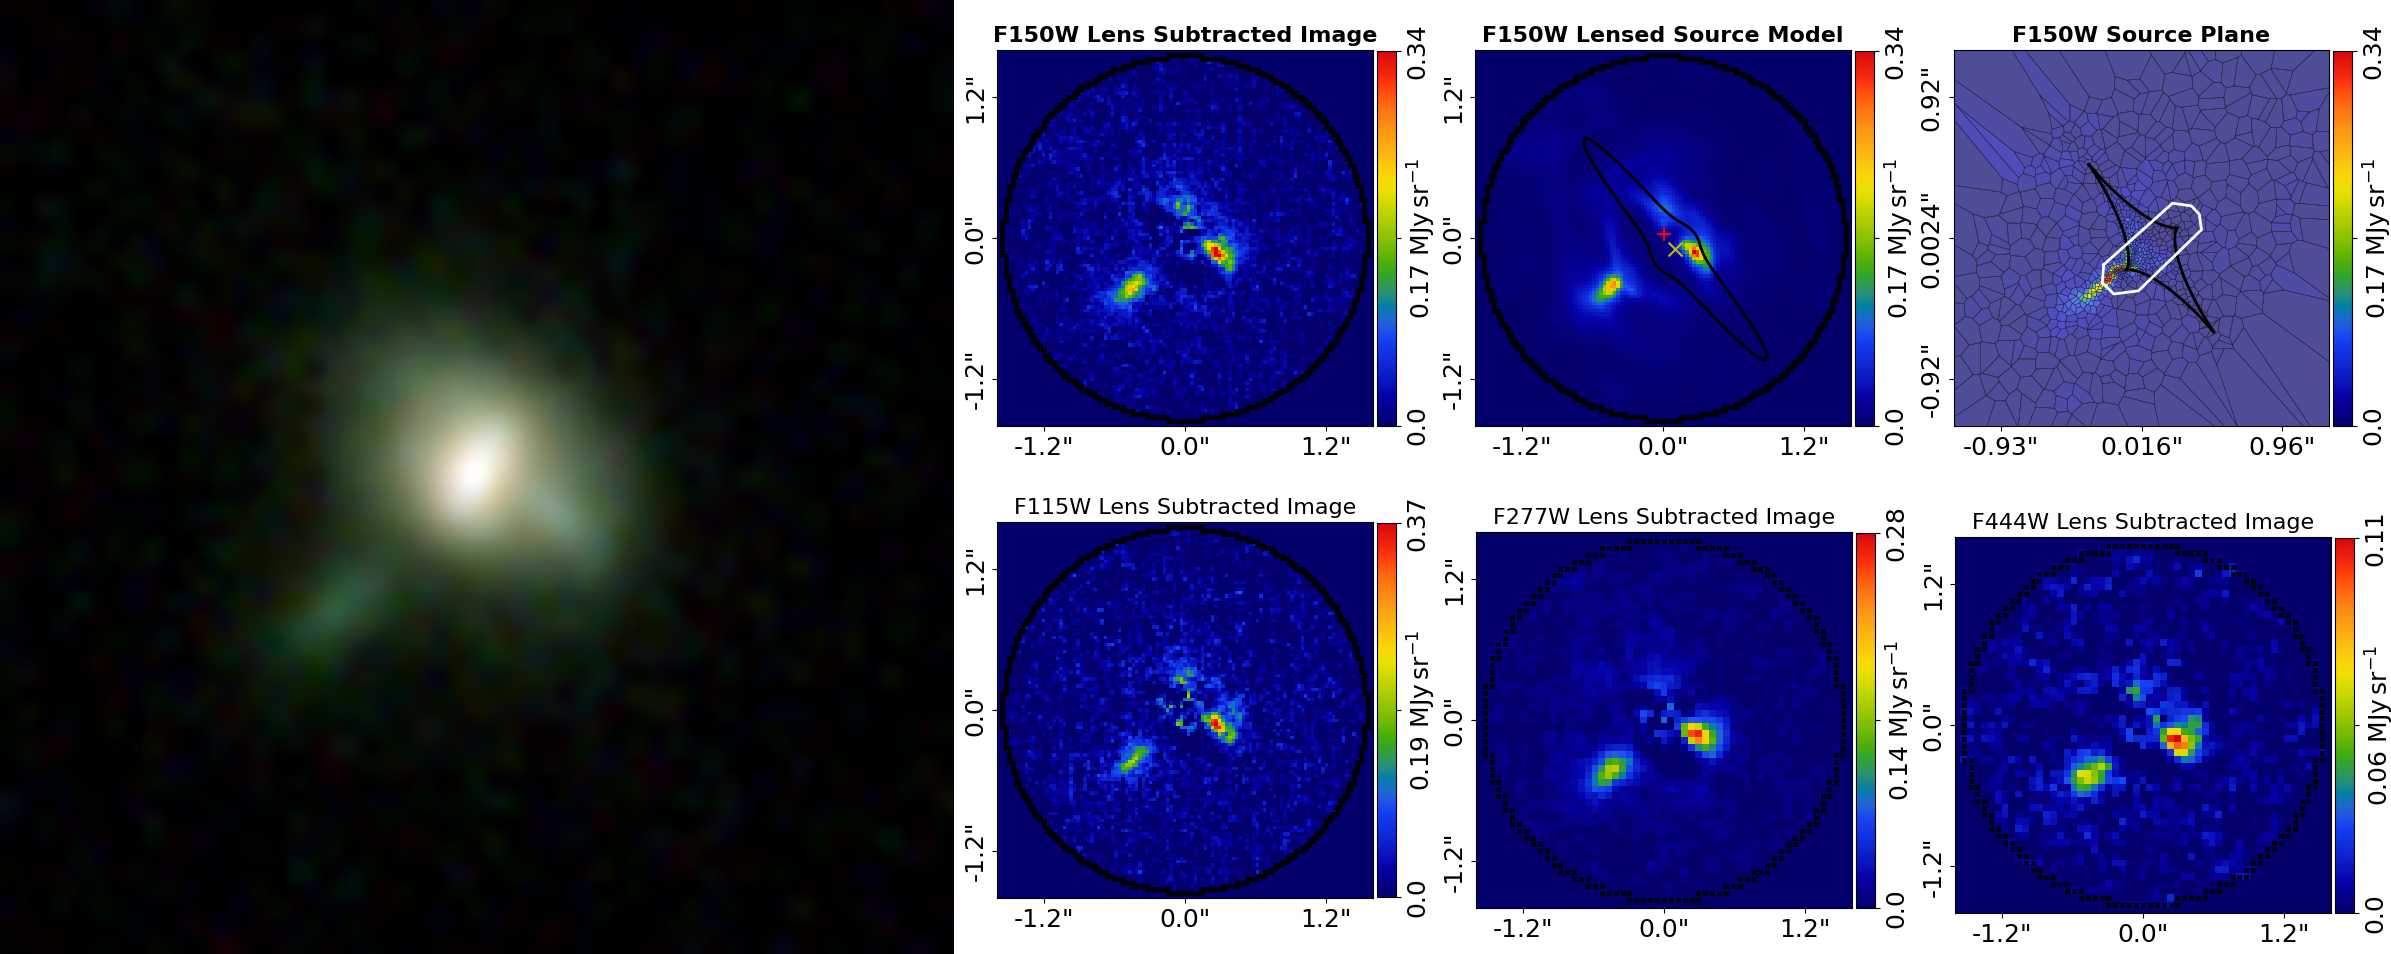 F150W Lens Subtracted Image
1.2"
0.0"
-1.2"
-1.2" 0.0" 1.2"
0.34
0.17 MJy sr⁻¹
0.0
F150W Lensed Source Model
1.2"
0.0"
-1.2"
-1.2" 0.0" 1.2"
0.34
0.17 MJy sr⁻¹
0.0
F150W Source Plane
0.92"
0.0024"
-0.92"
-0.93" 0.016" 0.96"
0.34
0.17 MJy sr⁻¹
0.0
F115W Lens Subtracted Image
1.2"
0.0"
-1.2"
-1.2" 0.0" 1.2"
0.37
0.19 MJy sr⁻¹
0.0
F277W Lens Subtracted Image
1.2"
0.0"
-1.2"
-1.2" 0.0" 1.2"
0.28
0.14 MJy sr⁻¹
0.0
F444W Lens Subtracted Image
1.2"
0.0"
-1.2"
-1.2" 0.0" 1.2"
0.11
0.06 MJy sr⁻¹
0.0